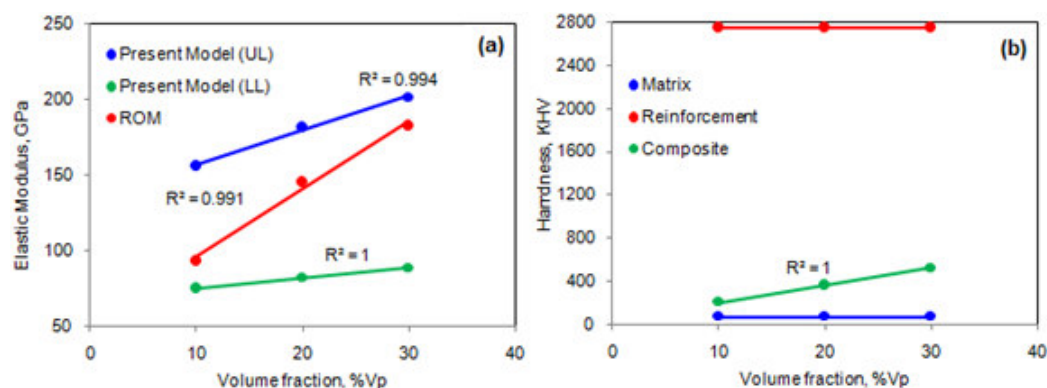 (a)
Present Model (UL)
Present Model (LL)
ROM
R² = 0.994
R² = 0.991
R² = 1
Elastic Modulus, GPa
250
200
150
100
50
0 10 20 30 40
Volume fraction, %Vp
(b)
Matrix
Reinforcement
Composite
R² = 1
Harrdness, KHV
2800
2400
2000
1600
1200
800
400
0
0 10 20 30 40
Volume fraction, %Vp